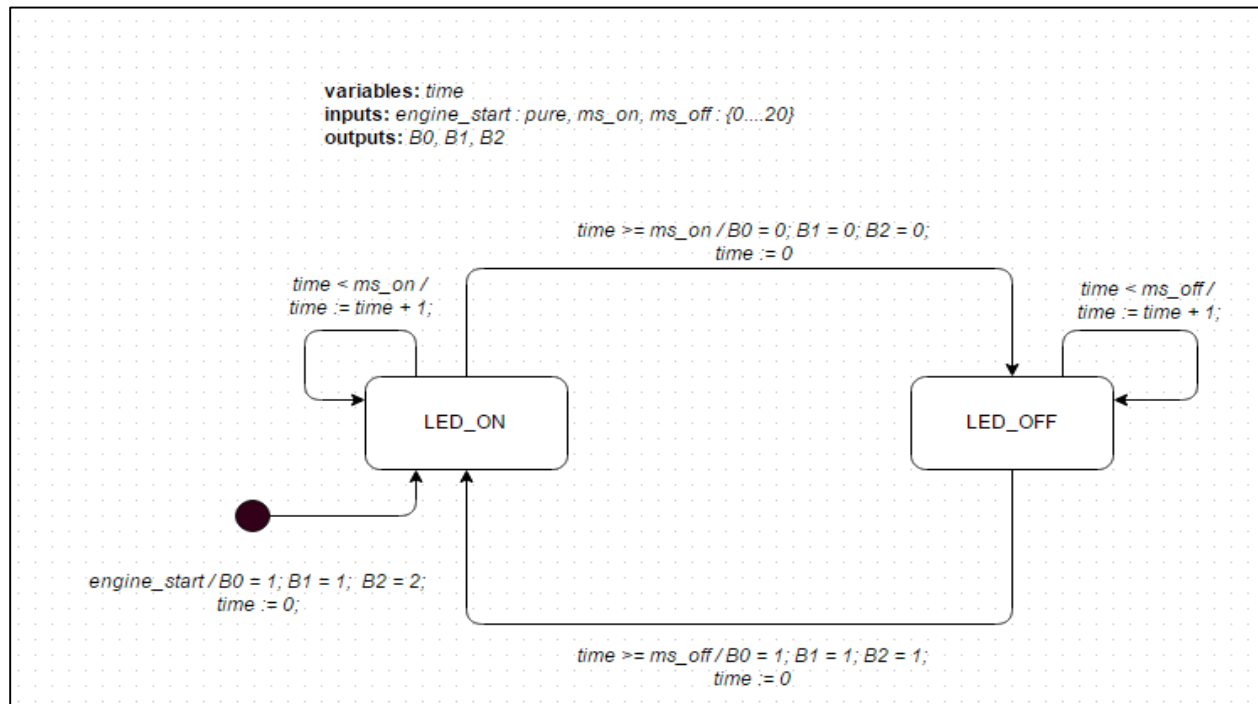 variables: time
inputs: engine_start : pure, ms_on, ms_off : {0....20}
outputs: B0, B1, B2
time >= ms_on / B0 = 0; B1 = 0; B2 = 0;
time := 0
time < ms_on /
time := time + 1;
time < ms_off /
time := time + 1;
LED_ON
LED_OFF
engine_start / B0 = 1; B1 = 1; B2 = 2;
time := 0;
time >= ms_off / B0 = 1; B1 = 1; B2 = 1;
time := 0